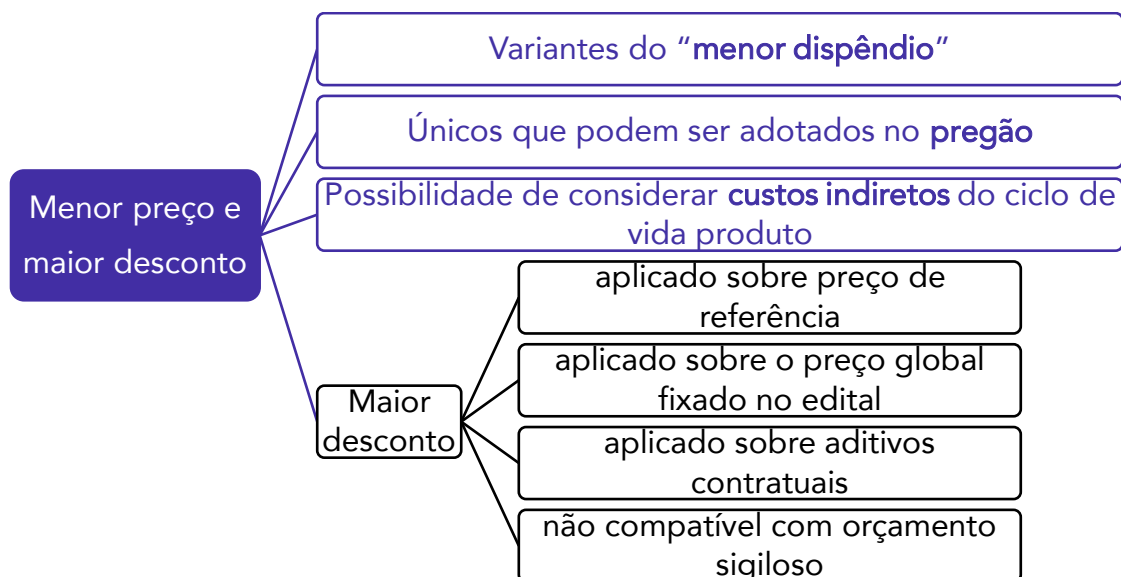 Variantes do “menor dispêndio”
Únicos que podem ser adotados no pregão
Menor preço e
maior desconto
Possibilidade de considerar custos indiretos do ciclo de
vida produto
aplicado sobre preço de
referência
aplicado sobre o preço global
fixado no edital
Maior
desconto
aplicado sobre aditivos
contratuais
não compatível com orçamento
sigiloso